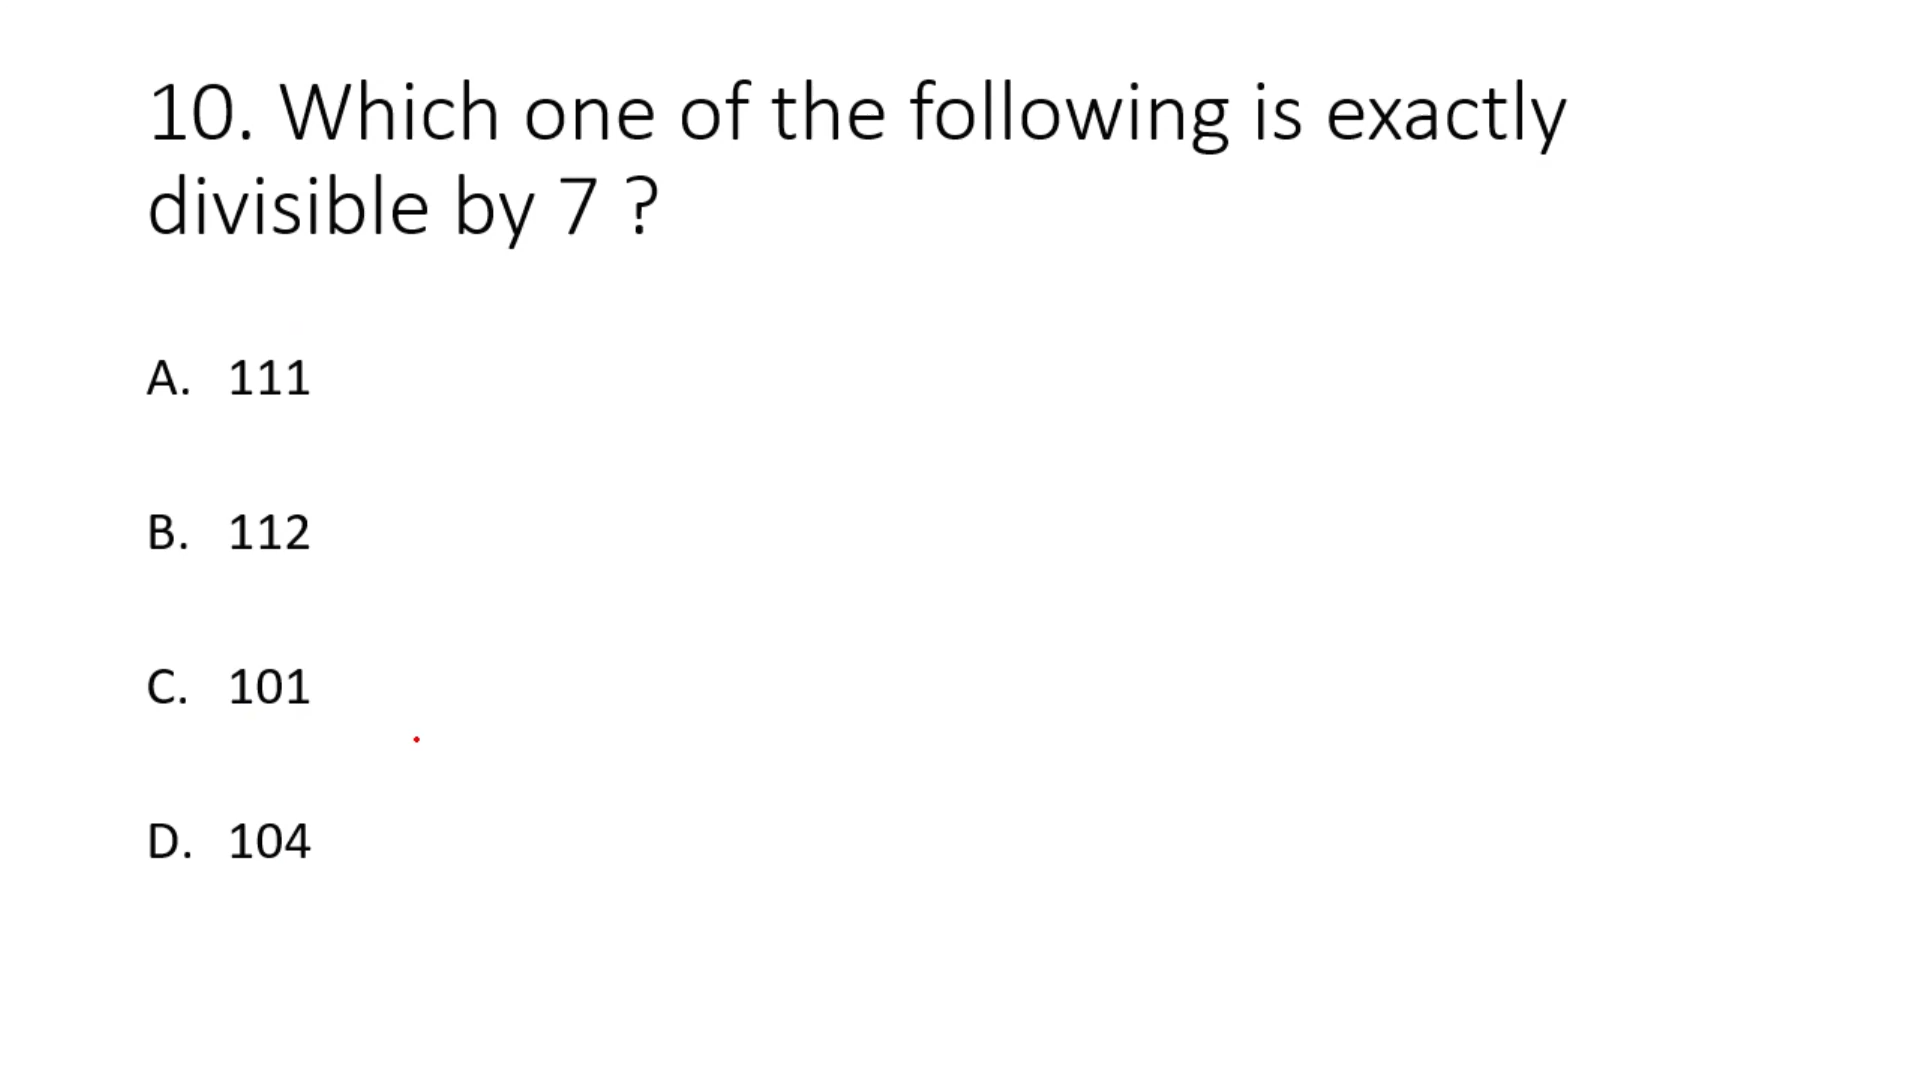 10. Which one of the following is exactly
divisible by 7 ?
A. 111
B. 112
C. 101
D. 104